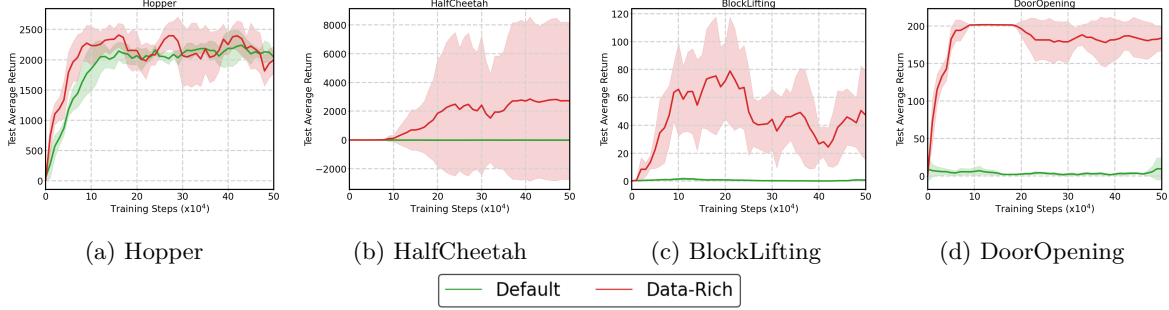 Hopper
HalfCheetah
BlockLifting
DoorOpening
Test Average Return
2500
2000
1500
1000
500
0
0 10 20 30 40 50
Training Steps (x10⁴)
Test Average Return
8000
6000
4000
2000
0
−2000
0 10 20 30 40 50
Training Steps (x10⁴)
Test Average Return
120
100
80
60
40
20
0
0 10 20 30 40 50
Training Steps (x10⁴)
Test Average Return
200
150
100
50
0
0 10 20 30 40 50
Training Steps (x10⁴)
(a) Hopper
(b) HalfCheetah
(c) BlockLifting
(d) DoorOpening
Default
Data-Rich